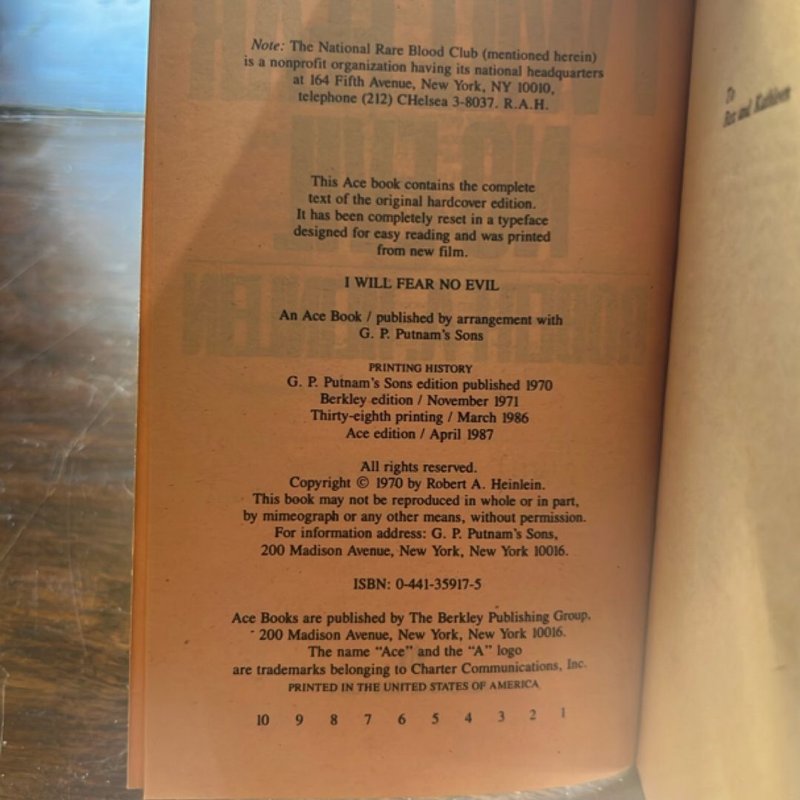 Note: The National Rare Blood Club (mentioned herein)
is a nonprofit organization having its national headquarters
at 164 Fifth Avenue, New York, NY 10010,
telephone (212) CHelsea 3-8037. R.A.H.
This Ace book contains the complete
text of the original hardcover edition.
It has been completely reset in a typeface
designed for easy reading and was printed
from new film.
I WILL FEAR NO EVIL
An Ace Book / published by arrangement with
G. P. Putnam's Sons
PRINTING HISTORY
G. P. Putnam's Sons edition published 1970
Berkley edition / November 1971
Thirty-eighth printing / March 1986
Ace edition / April 1987
All rights reserved.
Copyright © 1970 by Robert A. Heinlein.
This book may not be reproduced in whole or in part,
by mimeograph or any other means, without permission.
For information address: G. P. Putnam's Sons,
200 Madison Avenue, New York, New York 10016.
ISBN: 0-441-35917-5
Ace Books are published by The Berkley Publishing Group,
200 Madison Avenue, New York, New York 10016.
The name "Ace" and the "A" logo
are trademarks belonging to Charter Communications, Inc.
PRINTED IN THE UNITED STATES OF AMERICA
10 9 8 7 6 5 4 3 2 1
To
and Kathleen